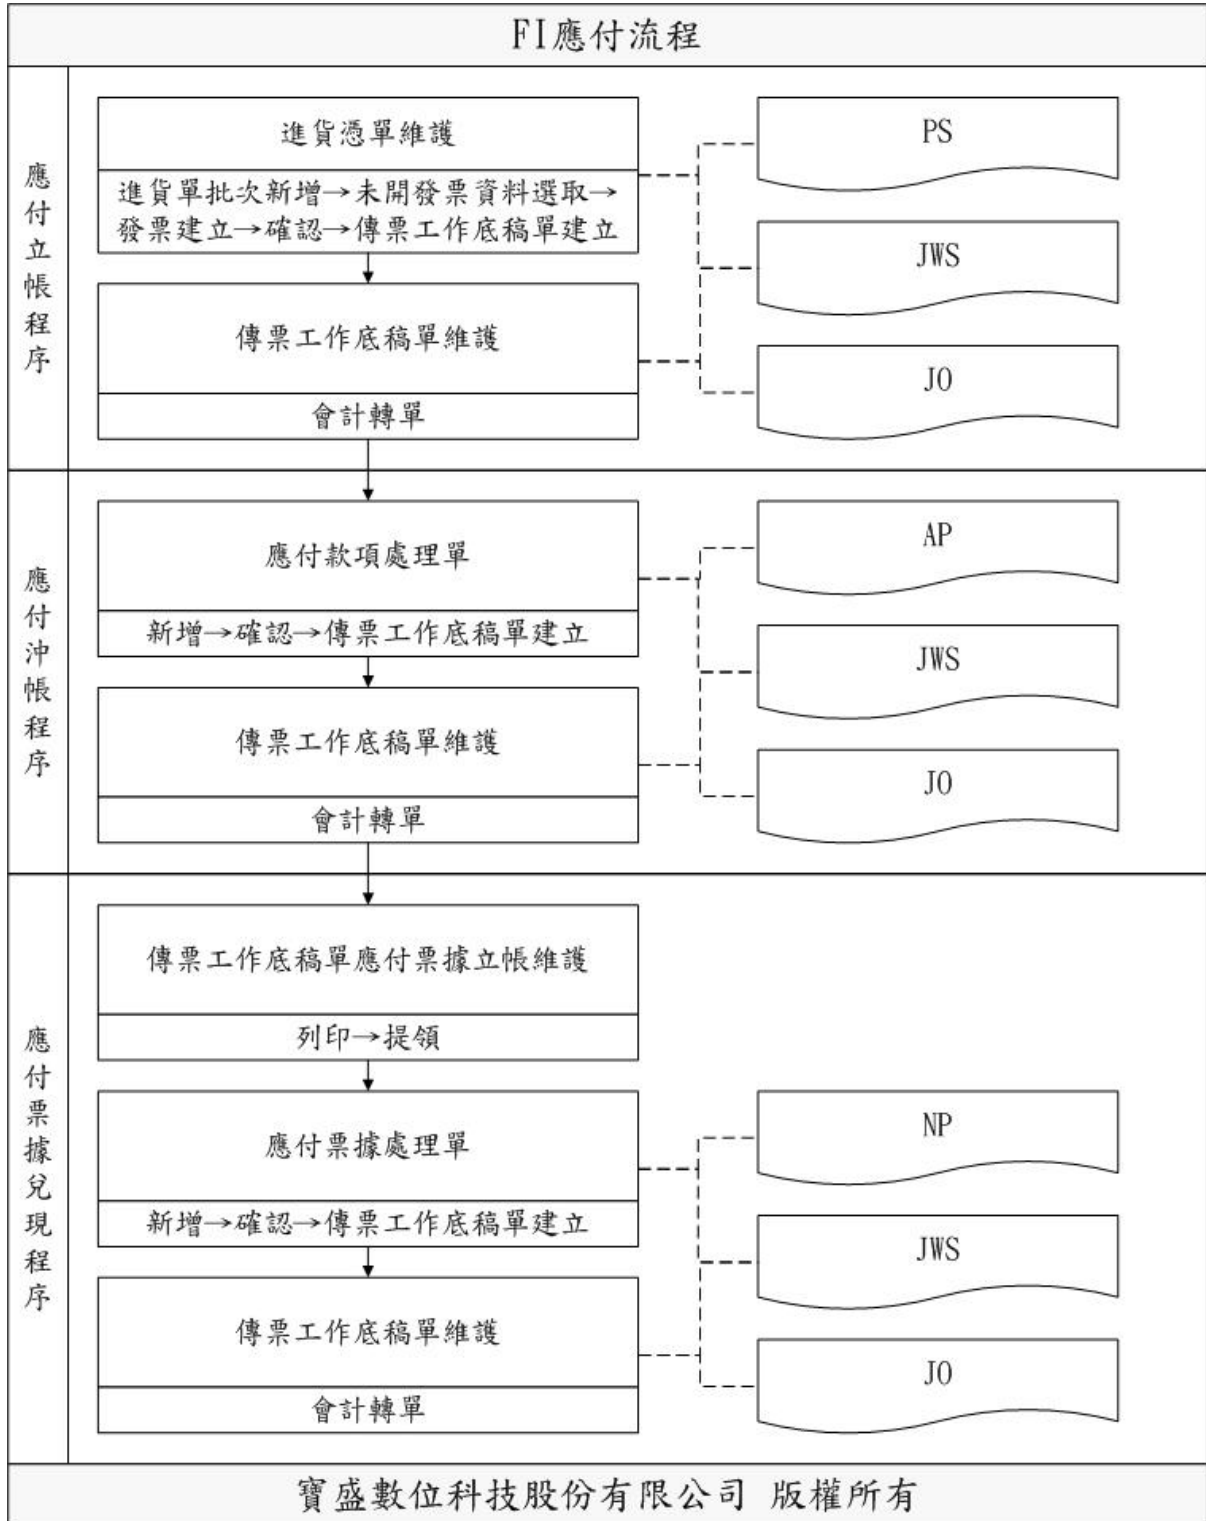 FI應付流程
應付立帳程序
進貨憑單維護
進貨單批次新增→未開發票資料選取→
發票建立→確認→傳票工作底稿單建立
PS
JWS
傳票工作底稿單維護
會計轉單
JO
應付沖帳程序
應付款項處理單
新增→確認→傳票工作底稿單建立
AP
JWS
傳票工作底稿單維護
會計轉單
JO
應付票據兌現程序
傳票工作底稿單應付票據立帳維護
列印→提領
應付票據處理單
新增→確認→傳票工作底稿單建立
NP
JWS
傳票工作底稿單維護
會計轉單
JO
寶盛數位科技股份有限公司 版權所有